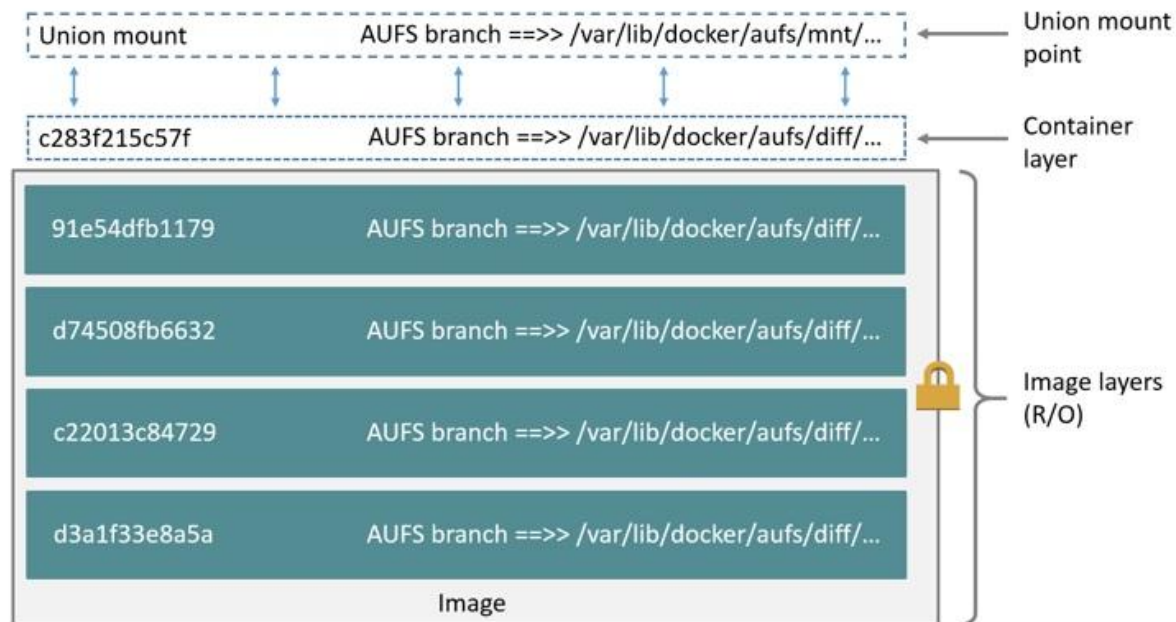 Union mount AUFS branch ==>> /var/lib/docker/aufs/mnt/...
Union mount
point
c283f215c57f AUFS branch ==>> /var/lib/docker/aufs/diff/...
Container
layer
91e54dfb1179 AUFS branch ==>> /var/lib/docker/aufs/diff/...
d74508fb6632 AUFS branch ==>> /var/lib/docker/aufs/diff/...
c22013c84729 AUFS branch ==>> /var/lib/docker/aufs/diff/...
d3a1f33e8a5a AUFS branch ==>> /var/lib/docker/aufs/diff/...
Image layers
(R/O)
Image